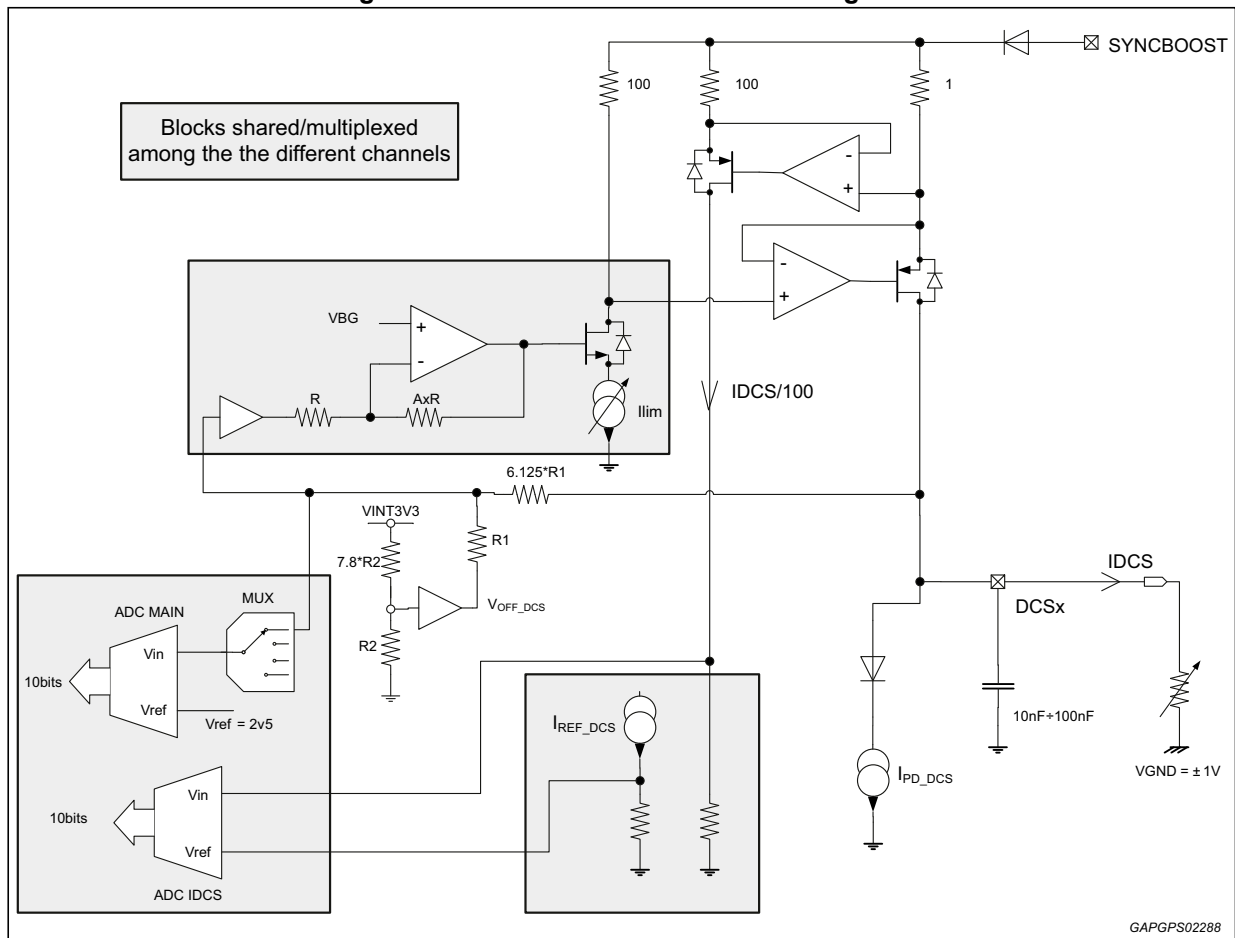 SYNCBOOST
100
100
1
Blocks shared/multiplexed
among the the different channels
-
+
-
+
VBG
+
-
R
AxR
Ilim
IDCS/100
6.125*R1
VINT3V3
7.8*R2
R1
VOFF_DCS
R2
MUX
ADC MAIN
Vin
10bits
Vref
Vref = 2v5
IDCS
DCSx
10nF÷100nF
VGND = ± 1V
IREF_DCS
IPD_DCS
Vin
10bits
Vref
ADC IDCS
GAPGPS02288